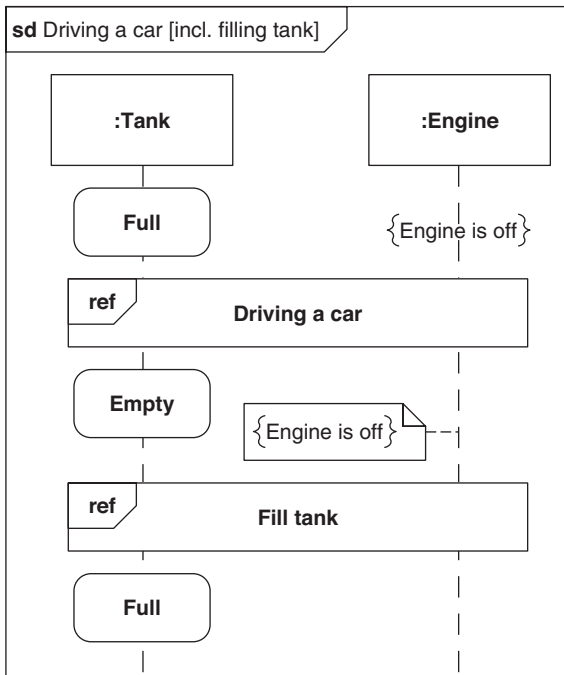 sd Driving a car [incl. filling tank]
:Tank
:Engine
Full
{Engine is off}
ref
Driving a car
Empty
{Engine is off}
ref
Fill tank
Full